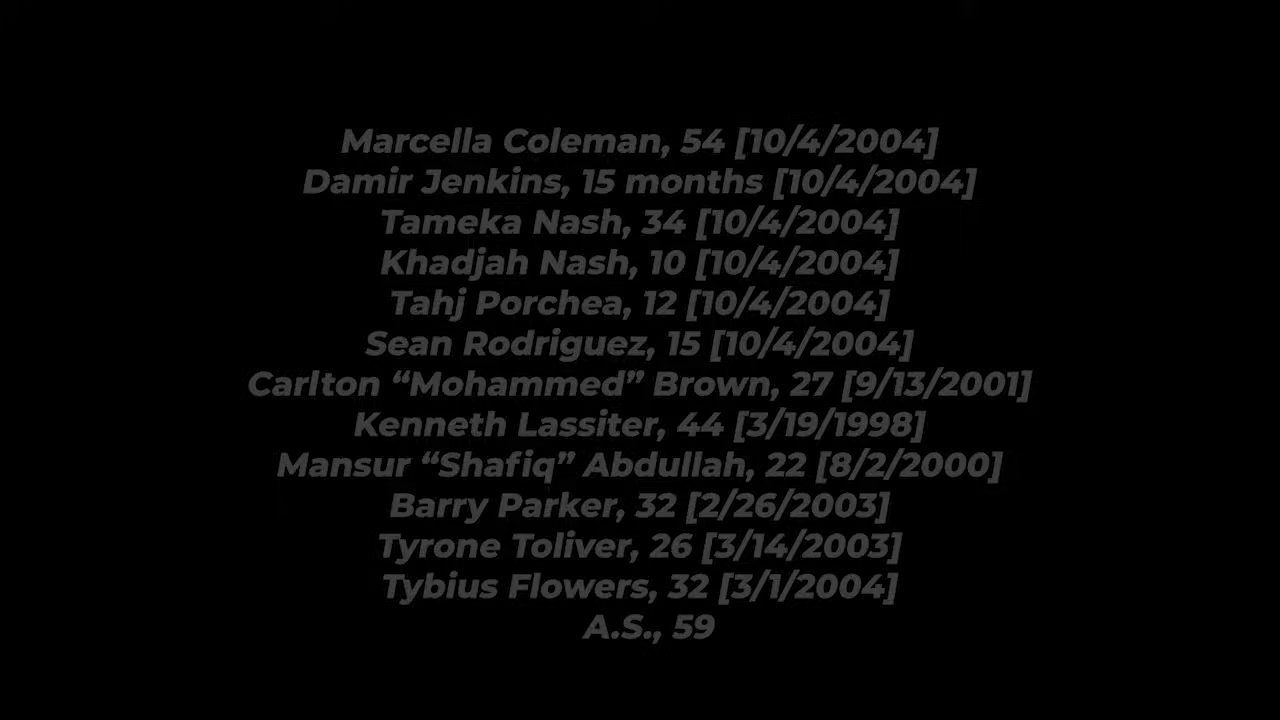 Marcella Coleman, 54 [10/4/2004]
Damir Jenkins, 15 months [10/4/2004]
Tameka Nash, 34 [10/4/2004]
Khadjah Nash, 10 [10/4/2004]
Tahj Porchea, 12 [10/4/2004]
Sean Rodriguez, 15 [10/4/2004]
Carlton “Mohammed” Brown, 27 [9/13/2001]
Kenneth Lassiter, 44 [3/19/1998]
Mansur “Shafiq” Abdullah, 22 [8/2/2000]
Barry Parker, 32 [2/26/2003]
Tyrone Toliver, 26 [3/14/2003]
Tybius Flowers, 32 [3/1/2004]
A.S., 59